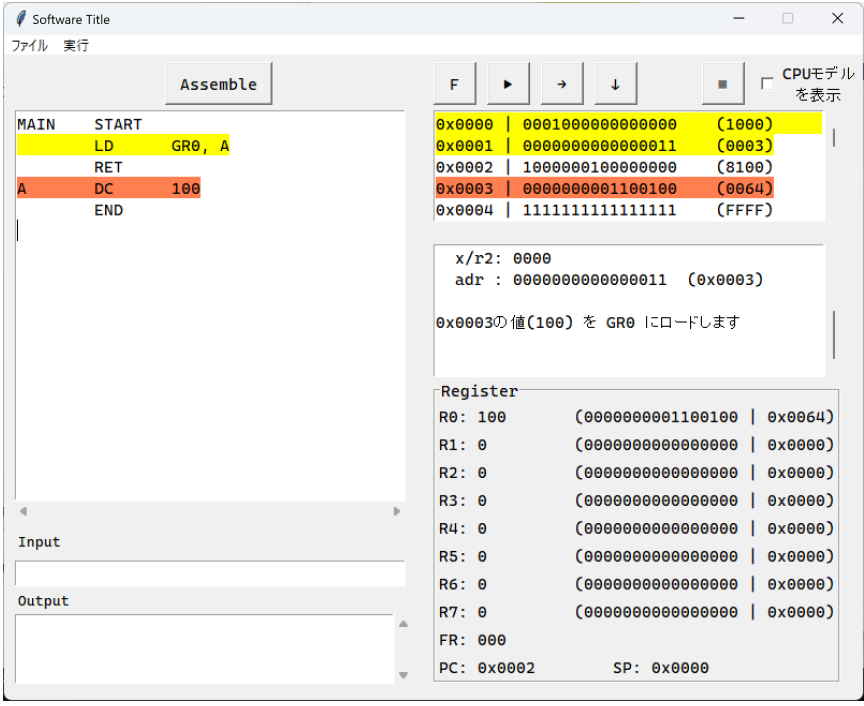 Software Title
ファイル 実行
Assemble
F ▶ → ↓ ■ CPUモデル
を表示
MAIN START
LD GR0, A
RET
A DC 100
END
Input
Output
0x0000 | 0001000000000000 (1000)
0x0001 | 0000000000000011 (0003)
0x0002 | 1000000100000000 (8100)
0x0003 | 0000000001100100 (0064)
0x0004 | 1111111111111111 (FFFF)
x/r2: 0000
adr : 0000000000000011 (0x0003)
0x0003の値(100) を GR0 にロードします
Register
R0: 100 (0000000001100100 | 0x0064)
R1: 0 (0000000000000000 | 0x0000)
R2: 0 (0000000000000000 | 0x0000)
R3: 0 (0000000000000000 | 0x0000)
R4: 0 (0000000000000000 | 0x0000)
R5: 0 (0000000000000000 | 0x0000)
R6: 0 (0000000000000000 | 0x0000)
R7: 0 (0000000000000000 | 0x0000)
FR: 000
PC: 0x0002 SP: 0x0000